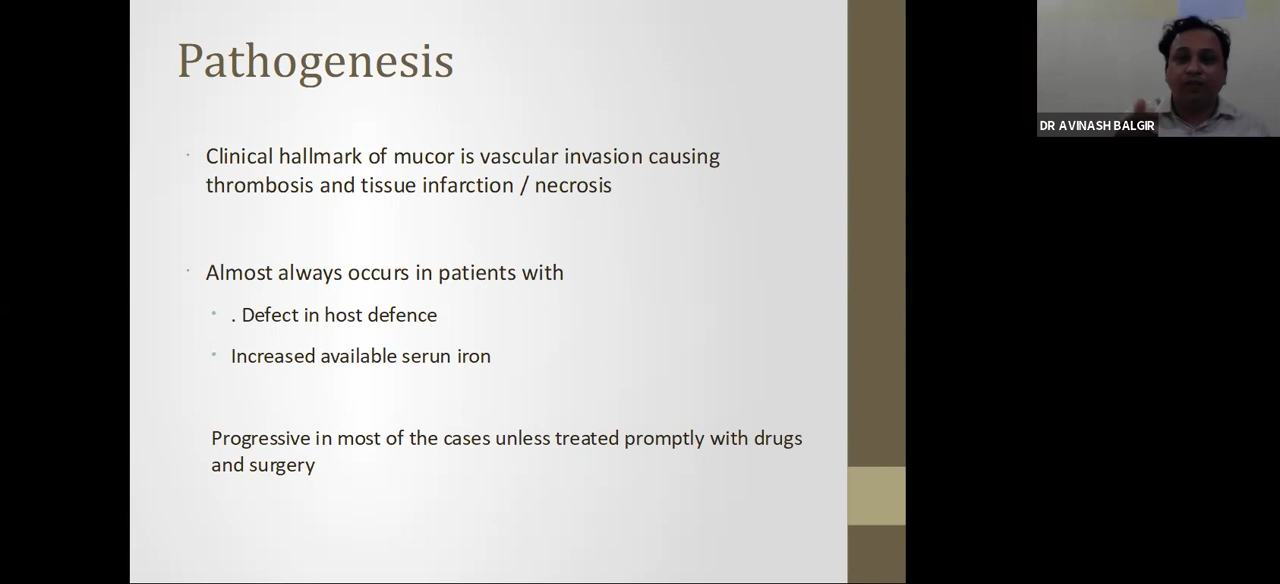 Pathogenesis
Clinical hallmark of mucor is vascular invasion causing
thrombosis and tissue infarction / necrosis
Almost always occurs in patients with
. Defect in host defence
Increased available serun iron
Progressive in most of the cases unless treated promptly with drugs
and surgery
DR AVINASH BALGIR